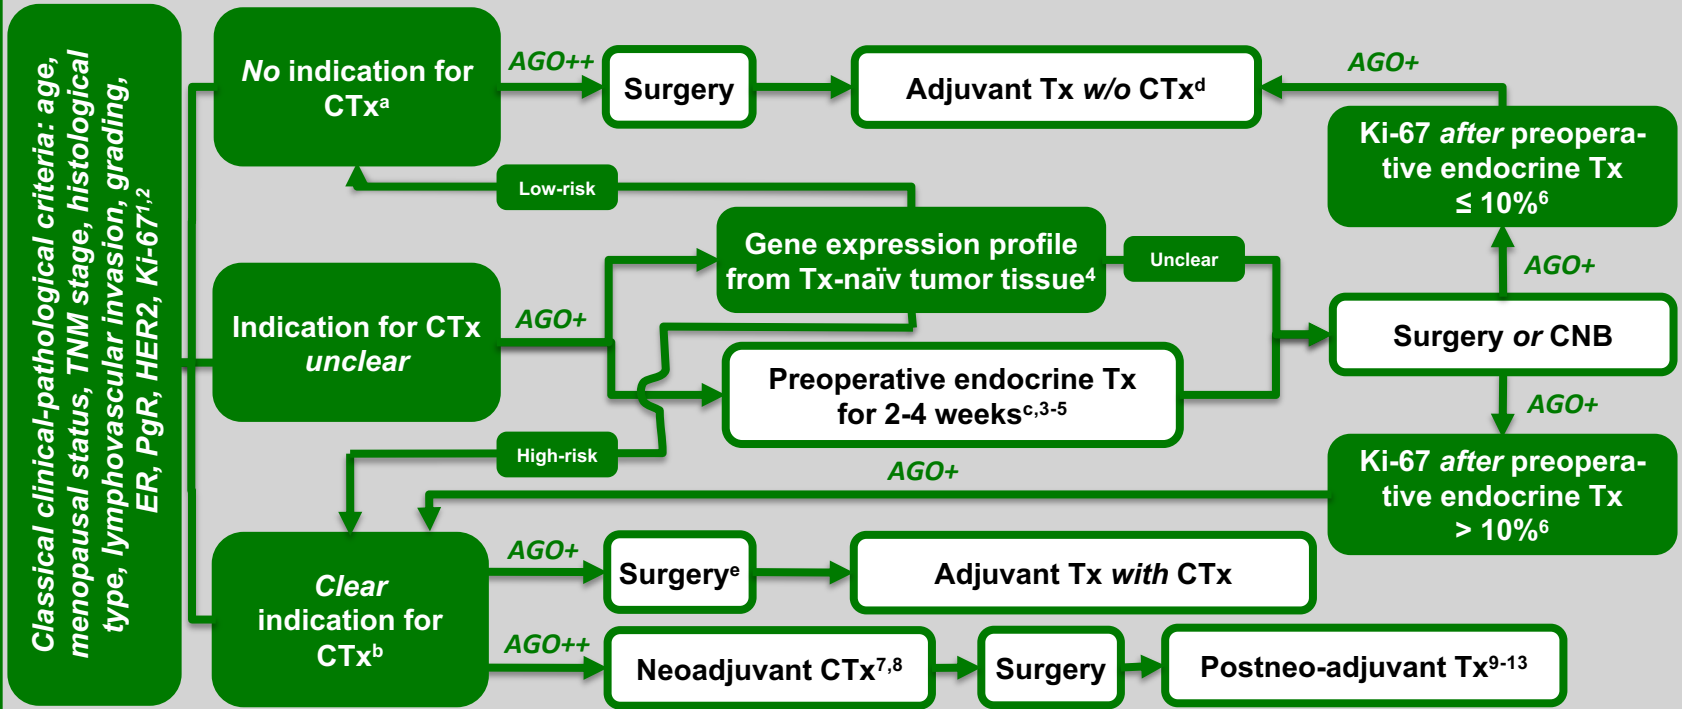 Classical clinical-pathological criteria: age,
menopausal status, TNM stage, histological
type, lymphovascular invasion, grading,
ER, PgR, HER2, Ki-67¹,²
No indication for
CTxᵃ
AGO++
Surgery
Adjuvant Tx w/o CTxᵈ
AGO+
Ki-67 after preopera-
tive endocrine Tx
≤ 10%⁶
Low-risk
Gene expression profile
from Tx-naïv tumor tissue⁴
Unclear
AGO+
Indication for CTx
unclear
AGO+
Surgery or CNB
Preoperative endocrine Tx
for 2-4 weeksᶜ,³⁻⁵
AGO+
High-risk
AGO+
Ki-67 after preopera-
tive endocrine Tx
> 10%⁶
Clear
indication for
CTxᵇ
AGO+
Surgeryᵉ
Adjuvant Tx with CTx
AGO++
Neoadjuvant CTx⁷,⁸
Surgery
Postneo-adjuvant Tx⁹⁻¹³